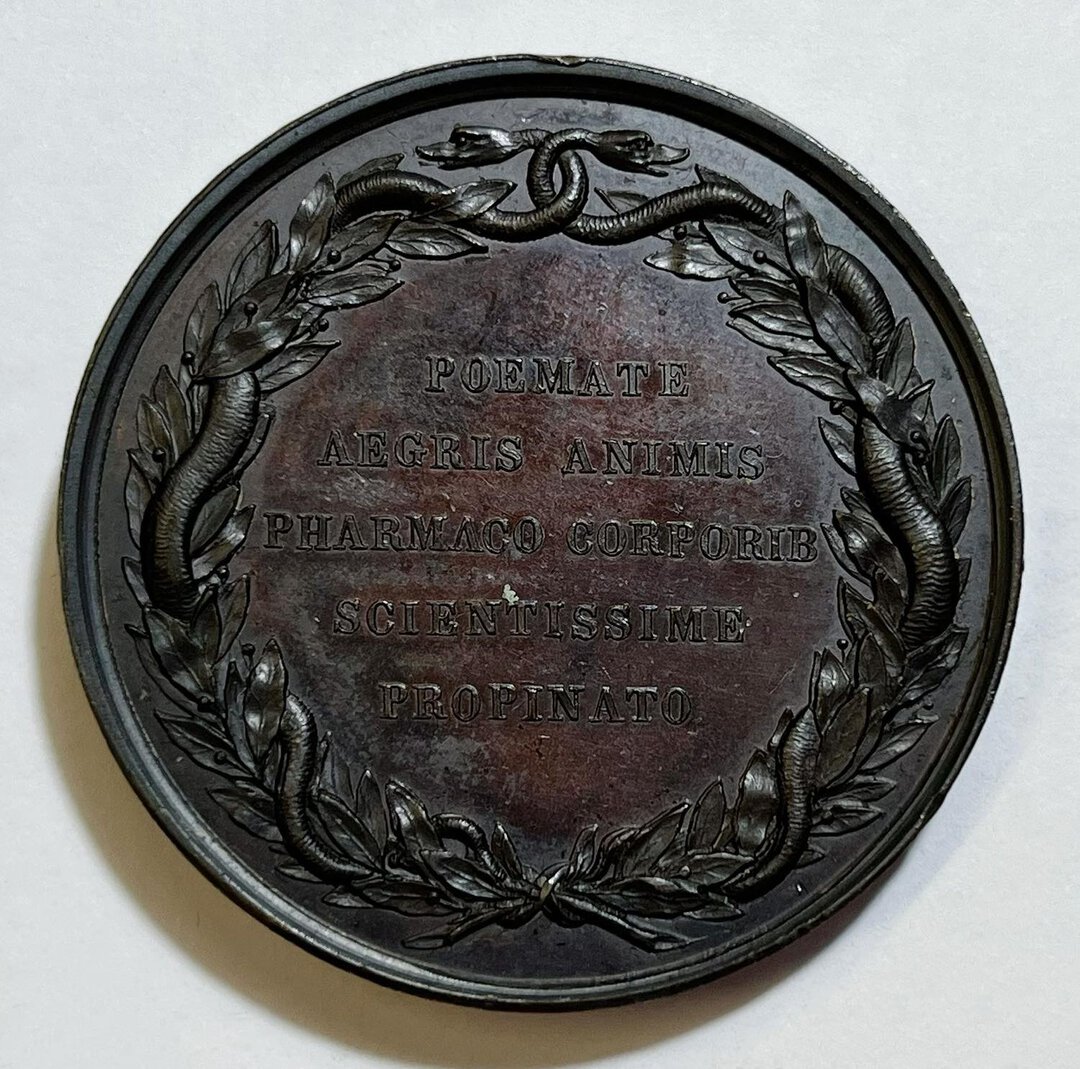 POEMATE
AEGRIS ANIMIS
PHARMACO CORPORIB
SCIENTISSIME
PROPINATO